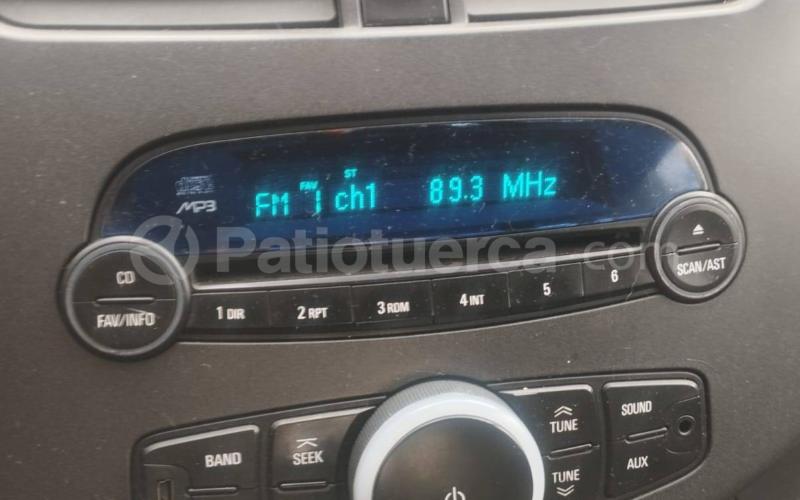 FAV ST
FM 1 ch1 89.3 MHz
MP3
Patiotuerca.com
CD
FAV/INFO
SCAN/AST
1 DIR 2 RPT 3 RDM 4 INT 5 6
BAND SEEK TUNE SOUND
TUNE AUX